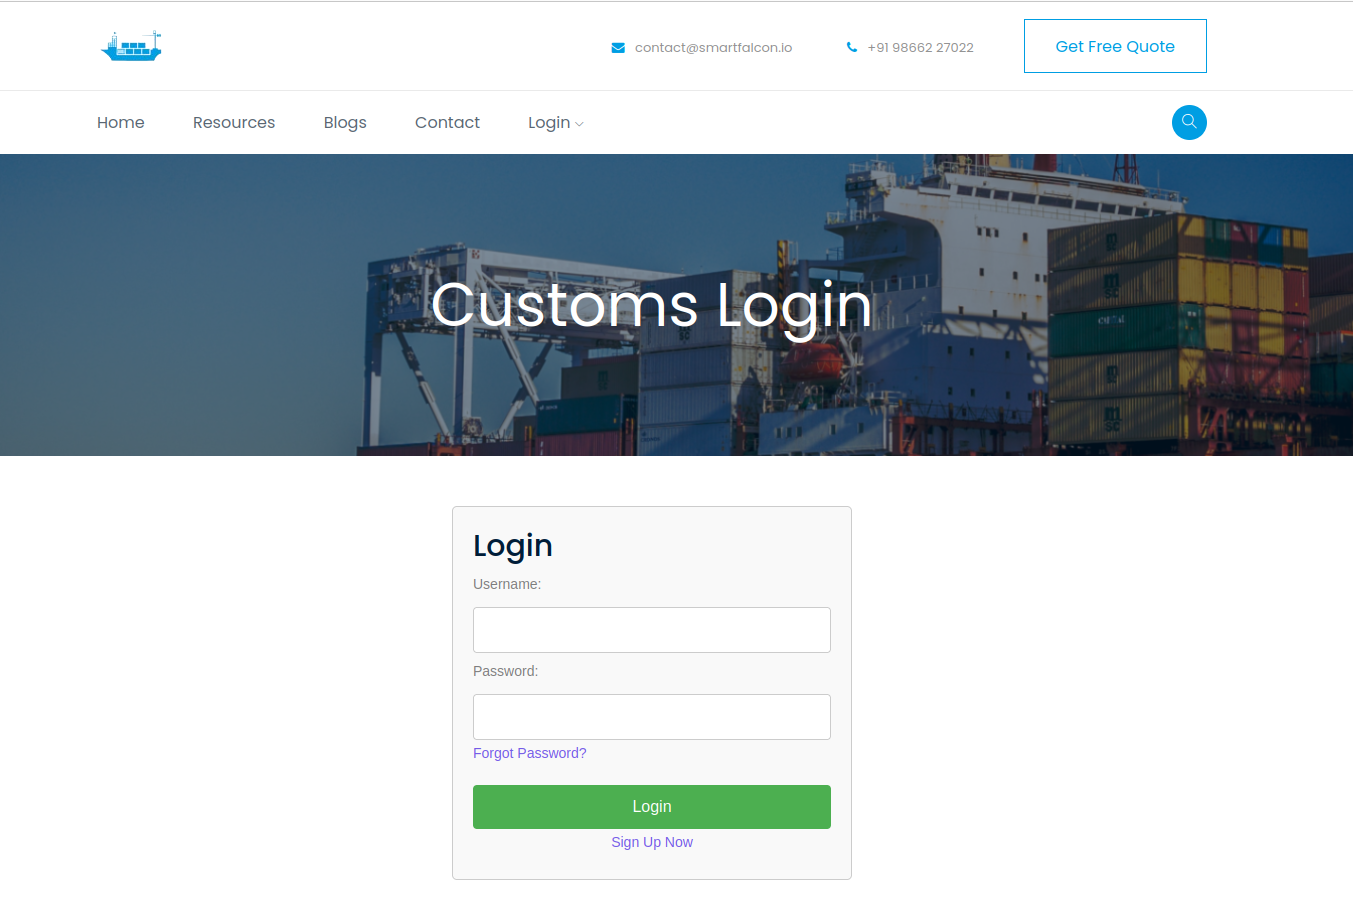 contact@smartfalcon.io
+91 98662 27022
Get Free Quote
Home
Resources
Blogs
Contact
Login
Customs Login
Login
Username:
Password:
Forgot Password?
Login
Sign Up Now